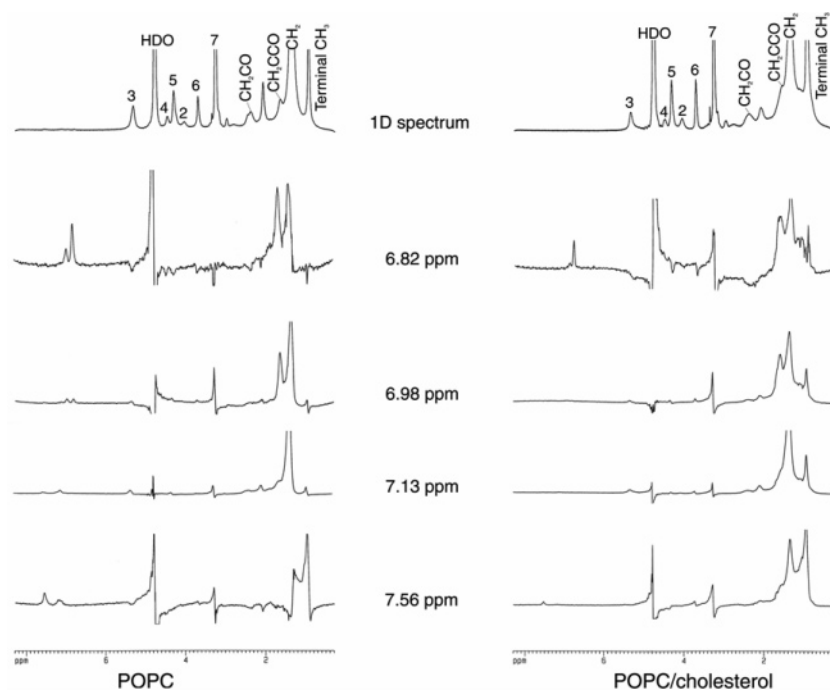 HDO
7
3
4
5
2
6
CH₂CO
CH₂CCO
CH₂
Terminal CH₃
1D spectrum
HDO
7
3
4
5
2
6
CH₂CO
CH₂CCO
CH₂
Terminal CH₃
6.82 ppm
6.98 ppm
7.13 ppm
7.56 ppm
ppm 6 4 2
ppm 6 4 2
POPC
POPC/cholesterol